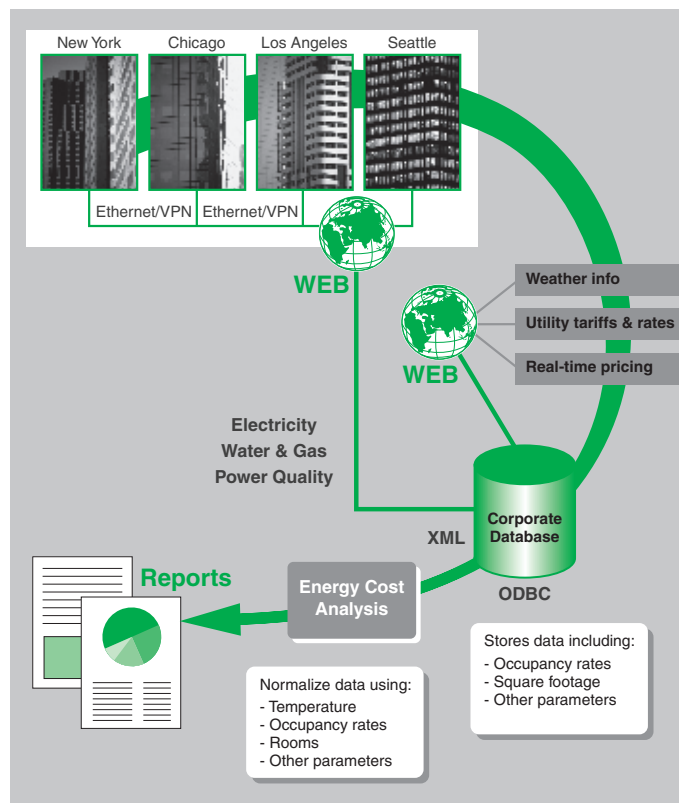 New York
Chicago
Los Angeles
Seattle
Ethernet/VPN
Ethernet/VPN
WEB
Weather info
Utility tariffs & rates
Real-time pricing
WEB
Electricity
Water & Gas
Power Quality
Corporate
Database
XML
ODBC
Reports
Energy Cost
Analysis
Stores data including:
- Occupancy rates
- Square footage
- Other parameters
Normalize data using:
- Temperature
- Occupancy rates
- Rooms
- Other parameters